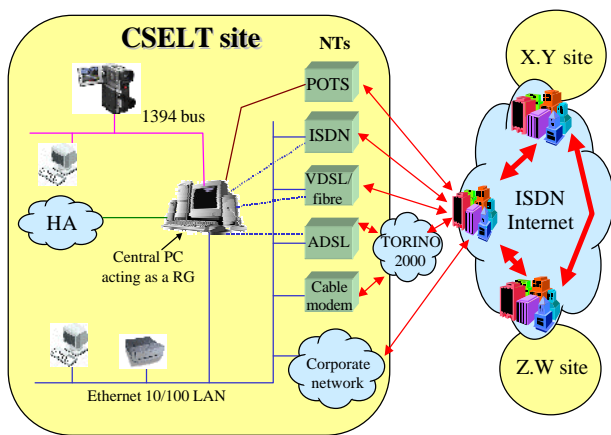 CSELT site
NTs
X.Y site
POTS
1394 bus
ISDN
VDSL/
fibre
ISDN
Internet
HA
ADSL
TORINO
2000
Central PC
acting as a RG
Cable
modem
Corporate
network
Z.W site
Ethernet 10/100 LAN